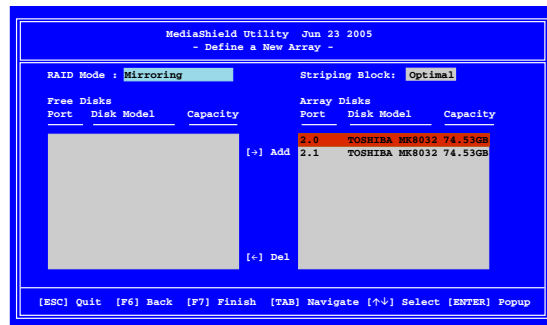 MediaShield Utility Jun 23 2005
- Define a New Array -
RAID Mode : Mirroring Striping Block: Optimal
Free Disks Array Disks
Port Disk Model Capacity Port Disk Model Capacity
2.0 TOSHIBA MK8032 74.53GB
[→] Add 2.1 TOSHIBA MK8032 74.53GB
[←] Del
[ESC] Quit [F6] Back [F7] Finish [TAB] Navigate [↑↓] Select [ENTER] Popup